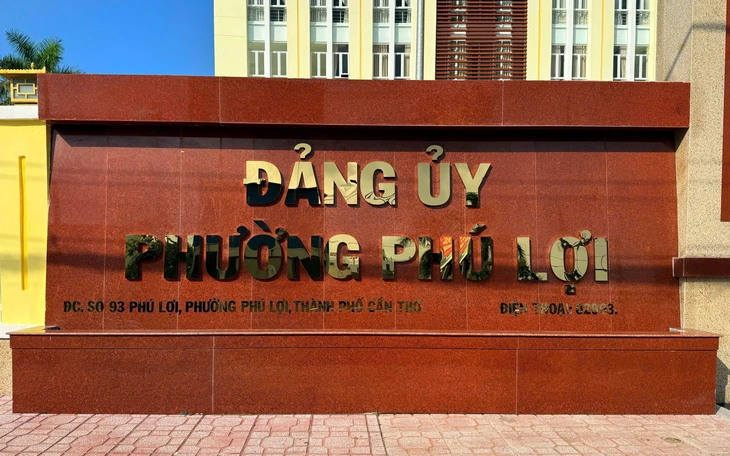 ĐẢNG ỦY
PHƯỜNG PHÚ LỢI
ĐC. SỐ 93 PHÚ LỢI, PHƯỜNG PHÚ LỢI, THÀNH PHỐ CẦN THƠ
ĐIỆN THOẠI